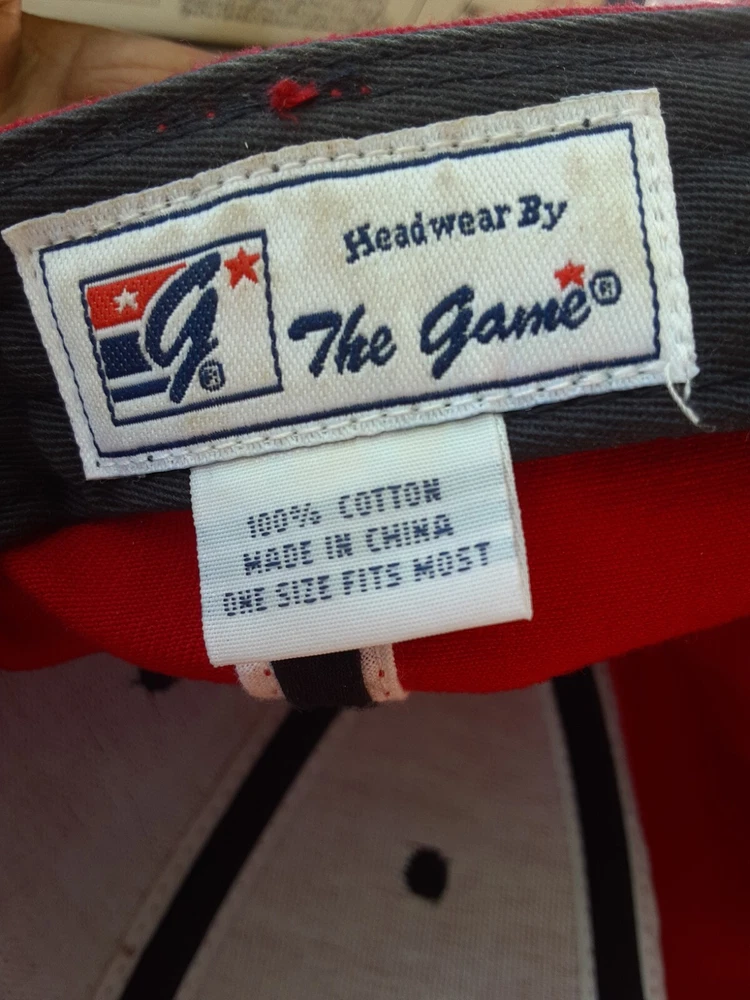 Headwear By
G®
The Game®
100% COTTON
MADE IN CHINA
ONE SIZE FITS MOST